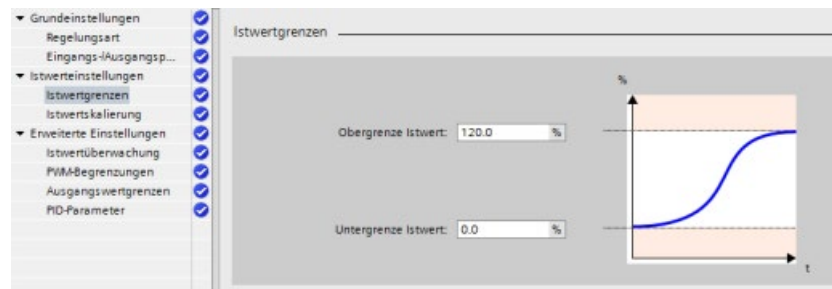 Grundeinstellungen
Regelungsart
Eingangs-/Ausgangsp...
Istwerteinstellungen
Istwertgrenzen
Istwertskalierung
Erweiterte Einstellungen
Istwertüberwachung
PWM-Begrenzungen
Ausgangswertgrenzen
PID-Parameter
Istwertgrenzen
%
Obergrenze Istwert: 120.0 %
Untergrenze Istwert: 0.0 %
t